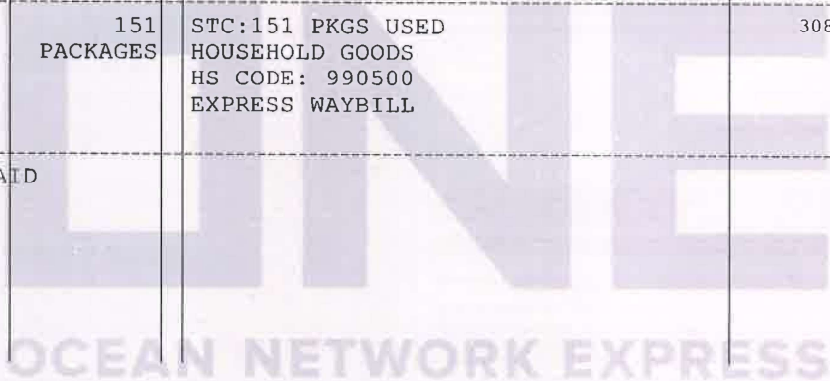 151 STC:151 PKGS USED 308
PACKAGES HOUSEHOLD GOODS
HS CODE: 990500
EXPRESS WAYBILL
AID
ONE
OCEAN NETWORK EXPRESS